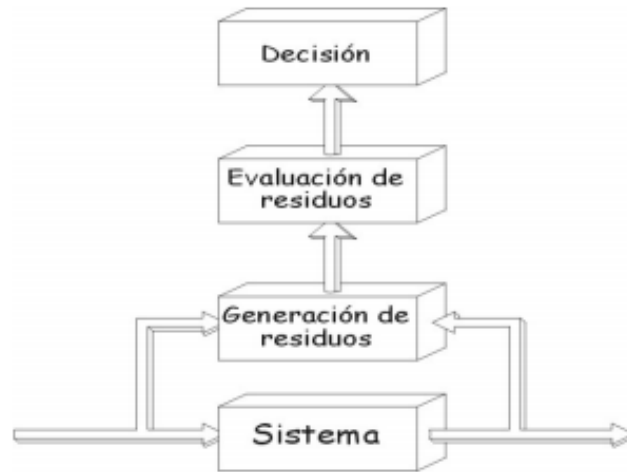 Decisión
Evaluación de
residuos
Generación de
residuos
Sistema